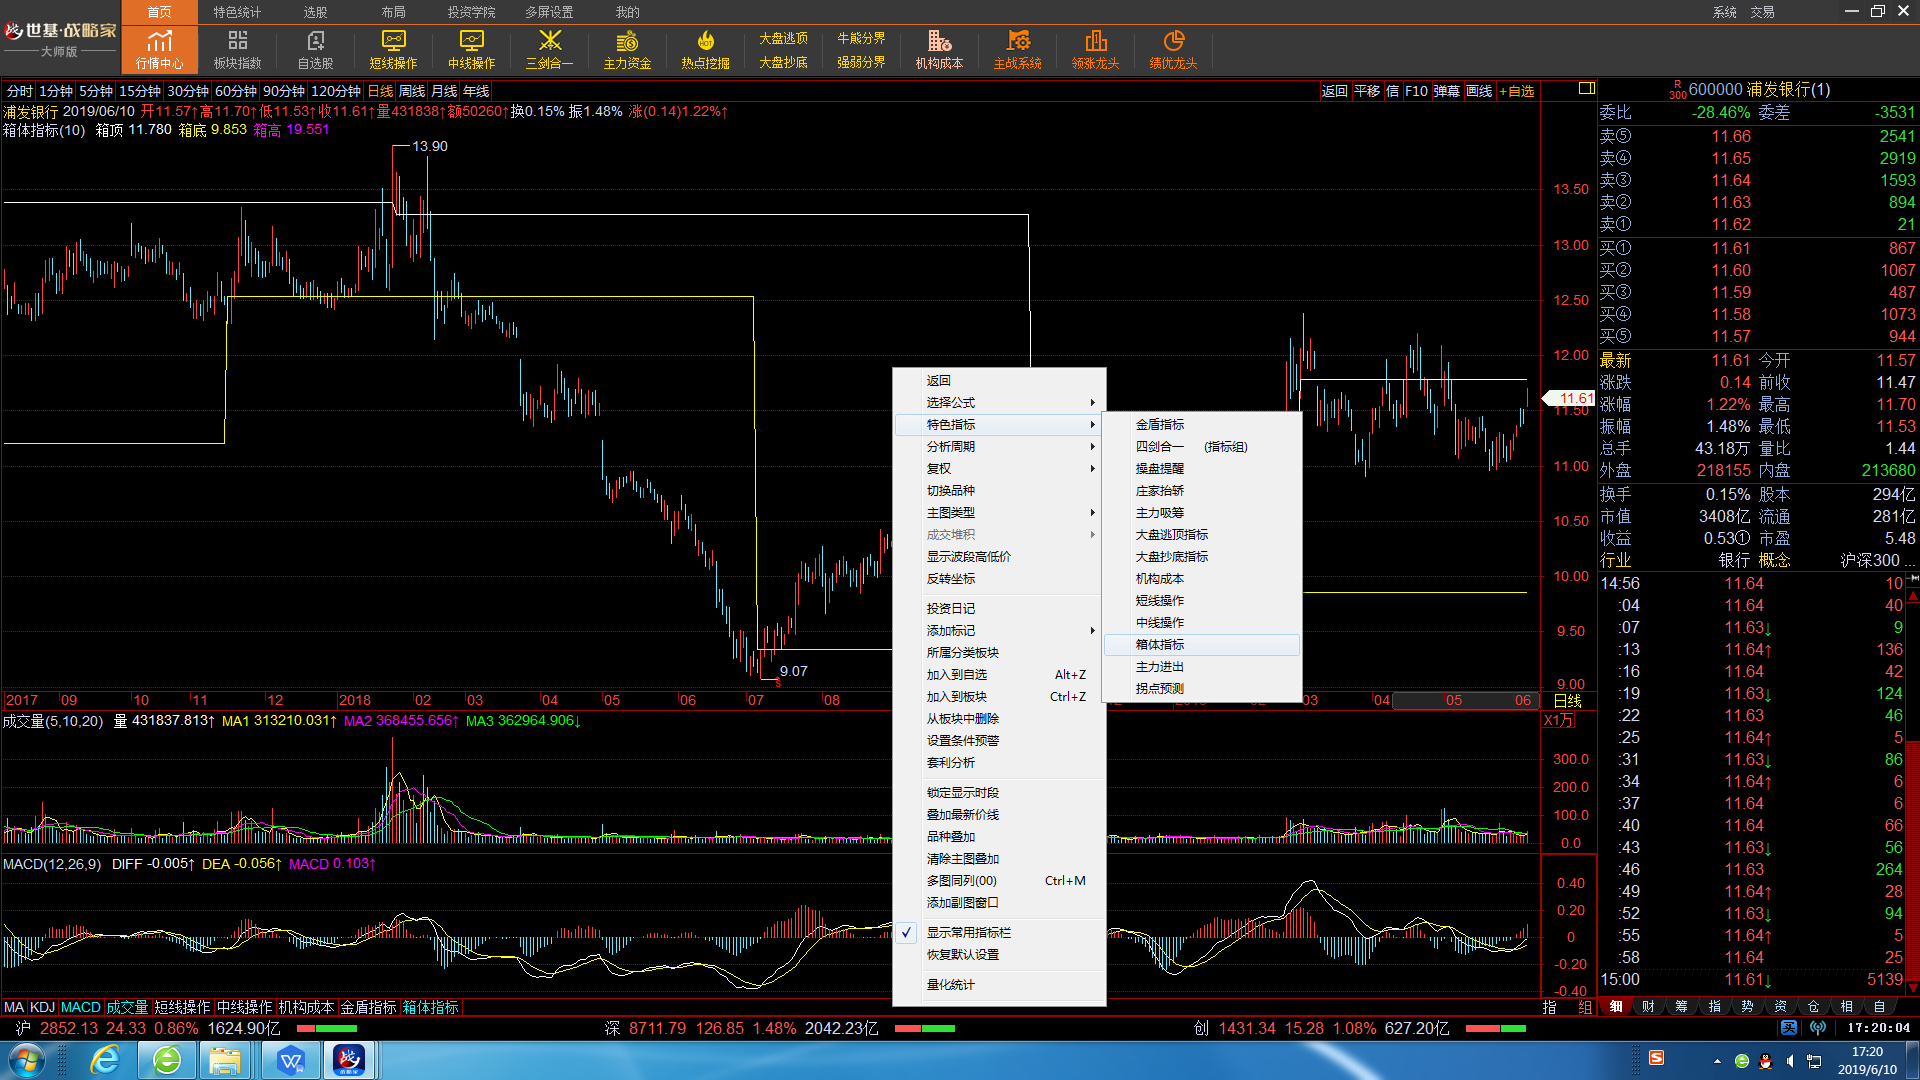 首页 特色统计 选股 布局 投资学院 多屏设置 我的 系统 交易
世基·战略家
大师版
行情中心 板块指数 自选股 短线操作 中线操作 三剑合一 主力资金 热点挖掘 大盘逃顶 牛熊分界 机构成本 主战系统 领涨龙头 绩优龙头
大盘抄底 强弱分界
分时 1分钟 5分钟 15分钟 30分钟 60分钟 90分钟 120分钟 日线 周线 月线 年线 返回 平移 信 F10 弹幕 画线 +自选
R 300 600000 浦发银行(1)
浦发银行 2019/06/10 开11.57↑高11.70↑低11.53↑收11.61↑量431838↑额50260↑换0.15% 振1.48% 涨(0.14)1.22%↑
箱体指标(10) 箱顶 11.780 箱底 9.853 箱高 19.551
13.90
9.07
S
13.50
13.00
12.50
12.00
11.61
11.50
11.00
10.50
10.00
9.50
9.00
2017 09 10 11 12 2018 02 03 04 05 06 07 08 03 04 05 06 日线
返回
选择公式
特色指标
分析周期
复权
切换品种
主图类型
成交堆积
显示波段高低价
反转坐标
投资日记
添加标记
所属分类板块
加入到自选 Alt+Z
加入到板块 Ctrl+Z
从板块中删除
设置条件预警
套利分析
锁定显示时段
叠加最新价线
品种叠加
清除主图叠加
多图同列(00) Ctrl+M
添加副图窗口
显示常用指标栏
恢复默认设置
量化统计
金盾指标
四剑合一 (指标组)
操盘提醒
庄家抬轿
主力吸筹
大盘逃顶指标
大盘抄底指标
机构成本
短线操作
中线操作
箱体指标
主力进出
拐点预测
成交量(5,10,20) 量 431837.813↑ MA1 313210.031↑ MA2 368455.656↑ MA3 362964.906↓
X1万
300.0
200.0
100.0
0.0
MACD(12,26,9) DIFF -0.005↑ DEA -0.056↑ MACD 0.103↑
0.40
0.20
0
-0.20
-0.40
MA KDJ MACD 成交量 短线操作 中线操作 机构成本 金盾指标 箱体指标 指 组
委比 -28.46% 委差 -3531
卖⑤ 11.66 2541
卖④ 11.65 2919
卖③ 11.64 1593
卖② 11.63 894
卖① 11.62 21
买① 11.61 867
买② 11.60 1067
买③ 11.59 487
买④ 11.58 1073
买⑤ 11.57 944
最新 11.61 今开 11.57
涨跌 0.14 前收 11.47
涨幅 1.22% 最高 11.70
振幅 1.48% 最低 11.53
总手 43.18万 量比 1.44
外盘 218155 内盘 213680
换手 0.15% 股本 294亿
市值 3408亿 流通 281亿
收益 0.53① 市盈 5.48
行业 银行 概念 沪深300 ...
14:56 11.64 10
:04 11.64 40
:07 11.63↓ 9
:13 11.64↑ 136
:16 11.64 42
:19 11.63↓ 124
:22 11.63 46
:25 11.64↑ 5
:31 11.63↓ 86
:34 11.64↑ 6
:37 11.64 6
:40 11.64 66
:43 11.63↓ 56
:46 11.63 264
:49 11.64↑ 28
:52 11.63↓ 94
:55 11.64↑ 5
:58 11.64 25
15:00 11.61↓ 5139
细 财 筹 指 势 资 仓 相 自
沪 2852.13 24.33 0.86% 1624.90亿 深 8711.79 126.85 1.48% 2042.23亿 创 1431.34 15.28 1.08% 627.20亿 买 17:20:04
17:20
2019/6/10